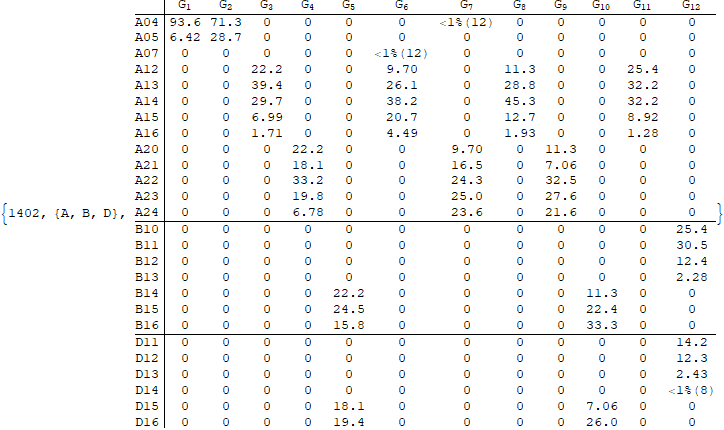 G1 G2 G3 G4 G5 G6 G7 G8 G9 G10 G11 G12
A04 93.6 71.3 0 0 0 0 <1%(12) 0 0 0 0 0
A05 6.42 28.7 0 0 0 0 0 0 0 0 0 0
A07 0 0 0 0 0 <1%(12) 0 0 0 0 0 0
A12 0 0 22.2 0 0 9.70 0 11.3 0 0 25.4 0
A13 0 0 39.4 0 0 26.1 0 28.8 0 0 32.2 0
A14 0 0 29.7 0 0 38.2 0 45.3 0 0 32.2 0
A15 0 0 6.99 0 0 20.7 0 12.7 0 0 8.92 0
A16 0 0 1.71 0 0 4.49 0 1.93 0 0 1.28 0
A20 0 0 0 22.2 0 0 9.70 0 11.3 0 0 0
A21 0 0 0 18.1 0 0 16.5 0 7.06 0 0 0
A22 0 0 0 33.2 0 0 24.3 0 32.5 0 0 0
A23 0 0 0 19.8 0 0 25.0 0 27.6 0 0 0
{1402, {A, B, D}, A24 0 0 0 6.78 0 0 23.6 0 21.6 0 0 0 }
B10 0 0 0 0 0 0 0 0 0 0 0 25.4
B11 0 0 0 0 0 0 0 0 0 0 0 30.5
B12 0 0 0 0 0 0 0 0 0 0 0 12.4
B13 0 0 0 0 0 0 0 0 0 0 0 2.28
B14 0 0 0 0 22.2 0 0 0 0 11.3 0 0
B15 0 0 0 0 24.5 0 0 0 0 22.4 0 0
B16 0 0 0 0 15.8 0 0 0 0 33.3 0 0
D11 0 0 0 0 0 0 0 0 0 0 0 14.2
D12 0 0 0 0 0 0 0 0 0 0 0 12.3
D13 0 0 0 0 0 0 0 0 0 0 0 2.43
D14 0 0 0 0 0 0 0 0 0 0 0 <1%(8)
D15 0 0 0 0 18.1 0 0 0 0 7.06 0 0
D16 0 0 0 0 19.4 0 0 0 0 26.0 0 0